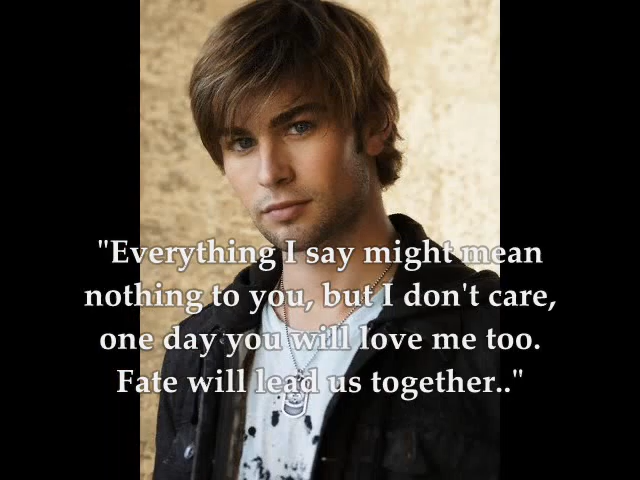 "Everything I say might mean
nothing to you, but I don't care,
one day you will love me too.
Fate will lead us together.."